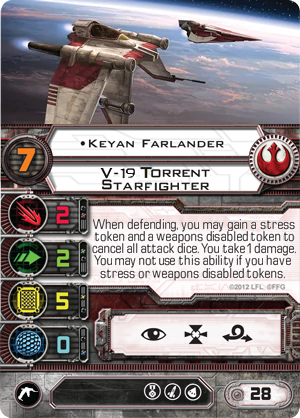 •Keyan Farlander
7
V-19 Torrent
Starfighter
2
2
5
0
When defending, you may gain a stress
token and a weapons disabled token to
cancel all attack dice. You take 1 damage.
You may not use this ability if you have
stress or weapons disabled tokens.
©2012 LFL ©FFG
28